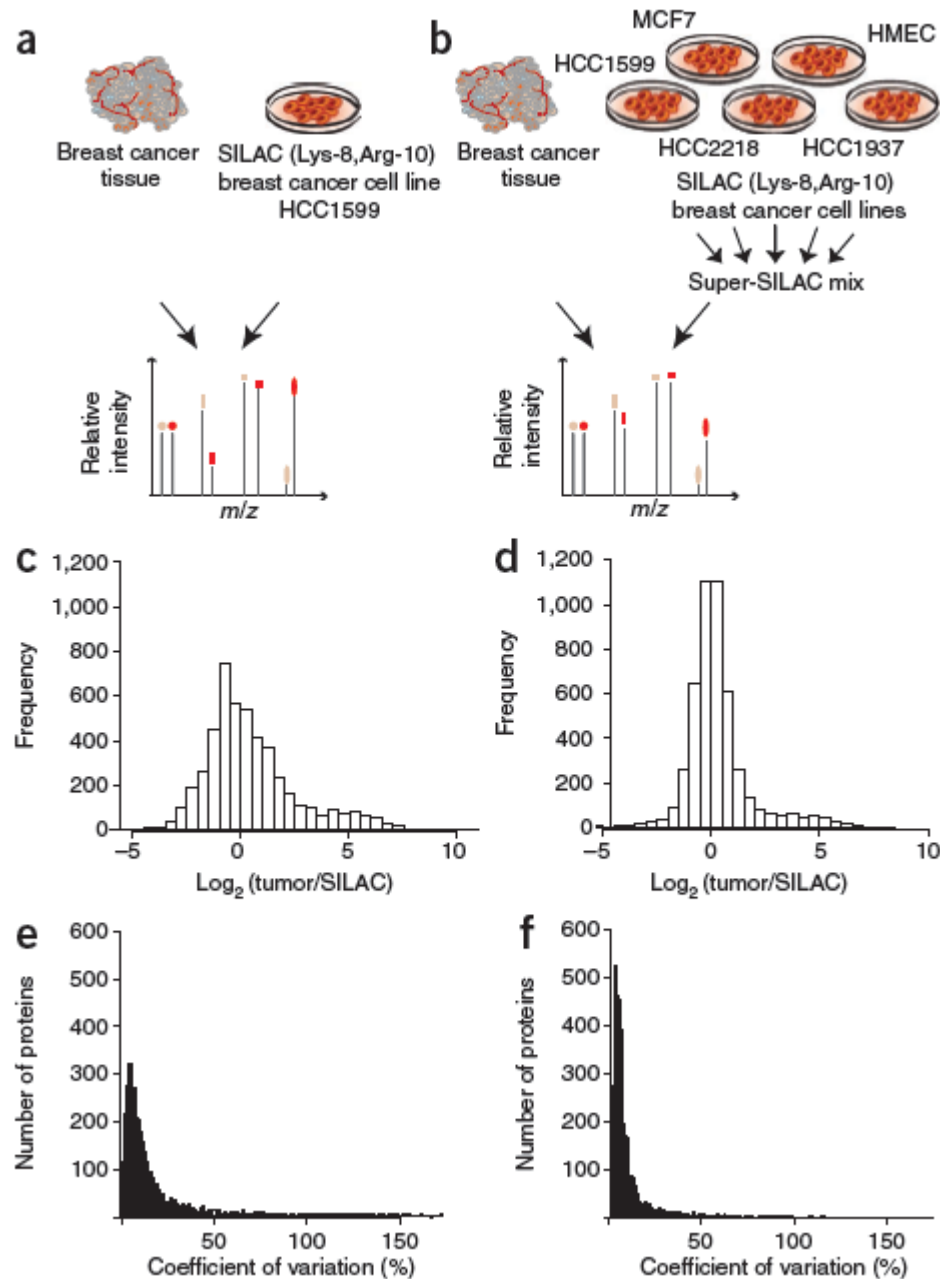 a
Breast cancer
tissue
SILAC (Lys-8,Arg-10)
breast cancer cell line
HCC1599
b
MCF7
HMEC
HCC1599
HCC2218
HCC1937
Breast cancer
tissue
SILAC (Lys-8,Arg-10)
breast cancer cell lines
Super-SILAC mix
Relative
intensity
m/z
Relative
intensity
m/z
c
1,200
1,000
800
600
400
200
0
Frequency
–5
0
5
10
Log2 (tumor/SILAC)
d
1,200
1,000
800
600
400
200
0
Frequency
–5
0
5
10
Log2 (tumor/SILAC)
e
600
500
400
300
200
100
Number of proteins
50
100
150
Coefficient of variation (%)
f
600
500
400
300
200
100
Number of proteins
50
100
150
Coefficient of variation (%)